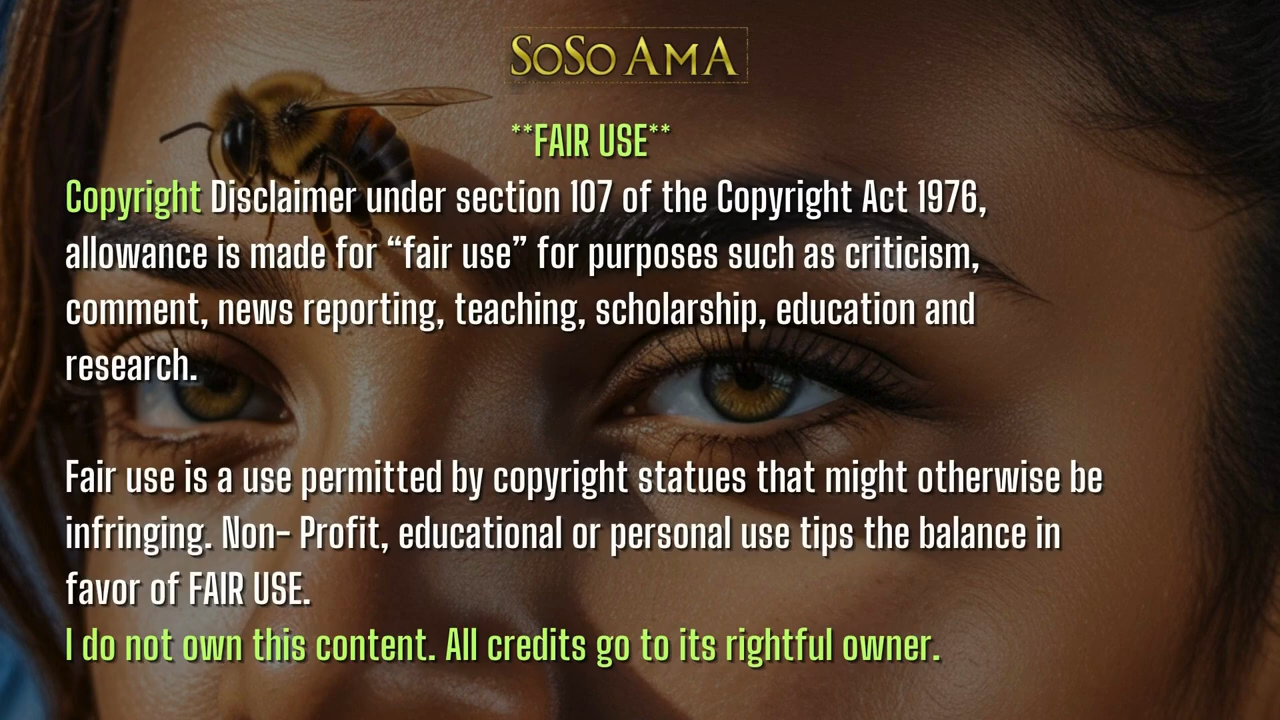 SoSo AmA
**FAIR USE**
Copyright Disclaimer under section 107 of the Copyright Act 1976,
allowance is made for “fair use” for purposes such as criticism,
comment, news reporting, teaching, scholarship, education and
research.
Fair use is a use permitted by copyright statues that might otherwise be
infringing. Non- Profit, educational or personal use tips the balance in
favor of FAIR USE.
I do not own this content. All credits go to its rightful owner.